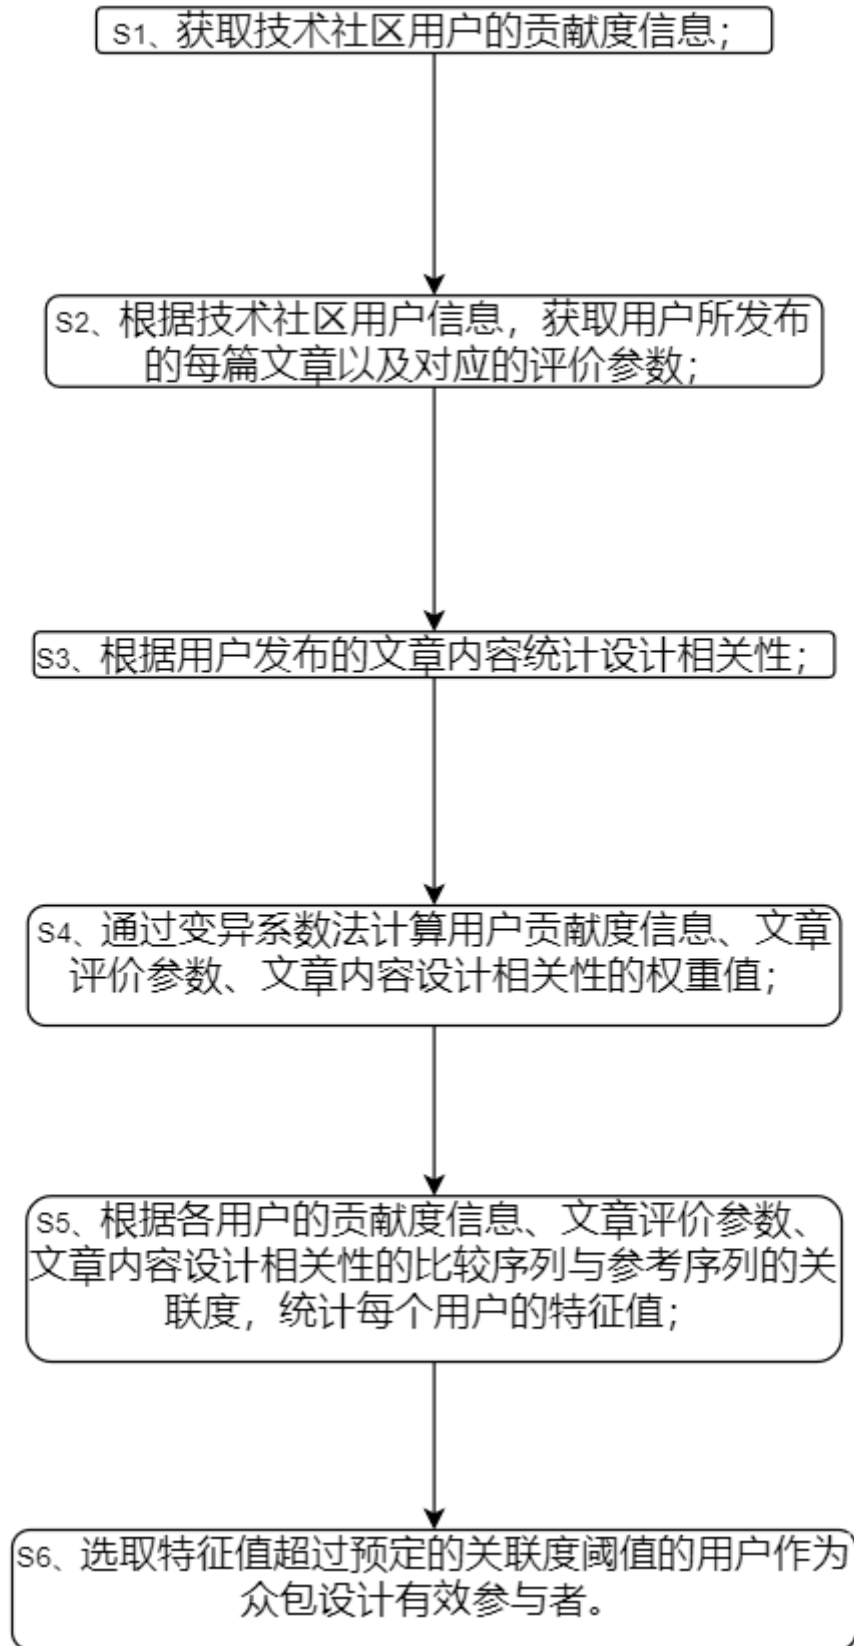 S1、获取技术社区用户的贡献度信息；
S2、根据技术社区用户信息，获取用户所发布
的每篇文章以及对应的评价参数；
S3、根据用户发布的文章内容统计设计相关性；
S4、通过变异系数法计算用户贡献度信息、文章
评价参数、文章内容设计相关性的权重值；
S5、根据各用户的贡献度信息、文章评价参数、
文章内容设计相关性的比较序列与参考序列的关
联度，统计每个用户的特征值；
S6、选取特征值超过预定的关联度阈值的用户作为
众包设计有效参与者。